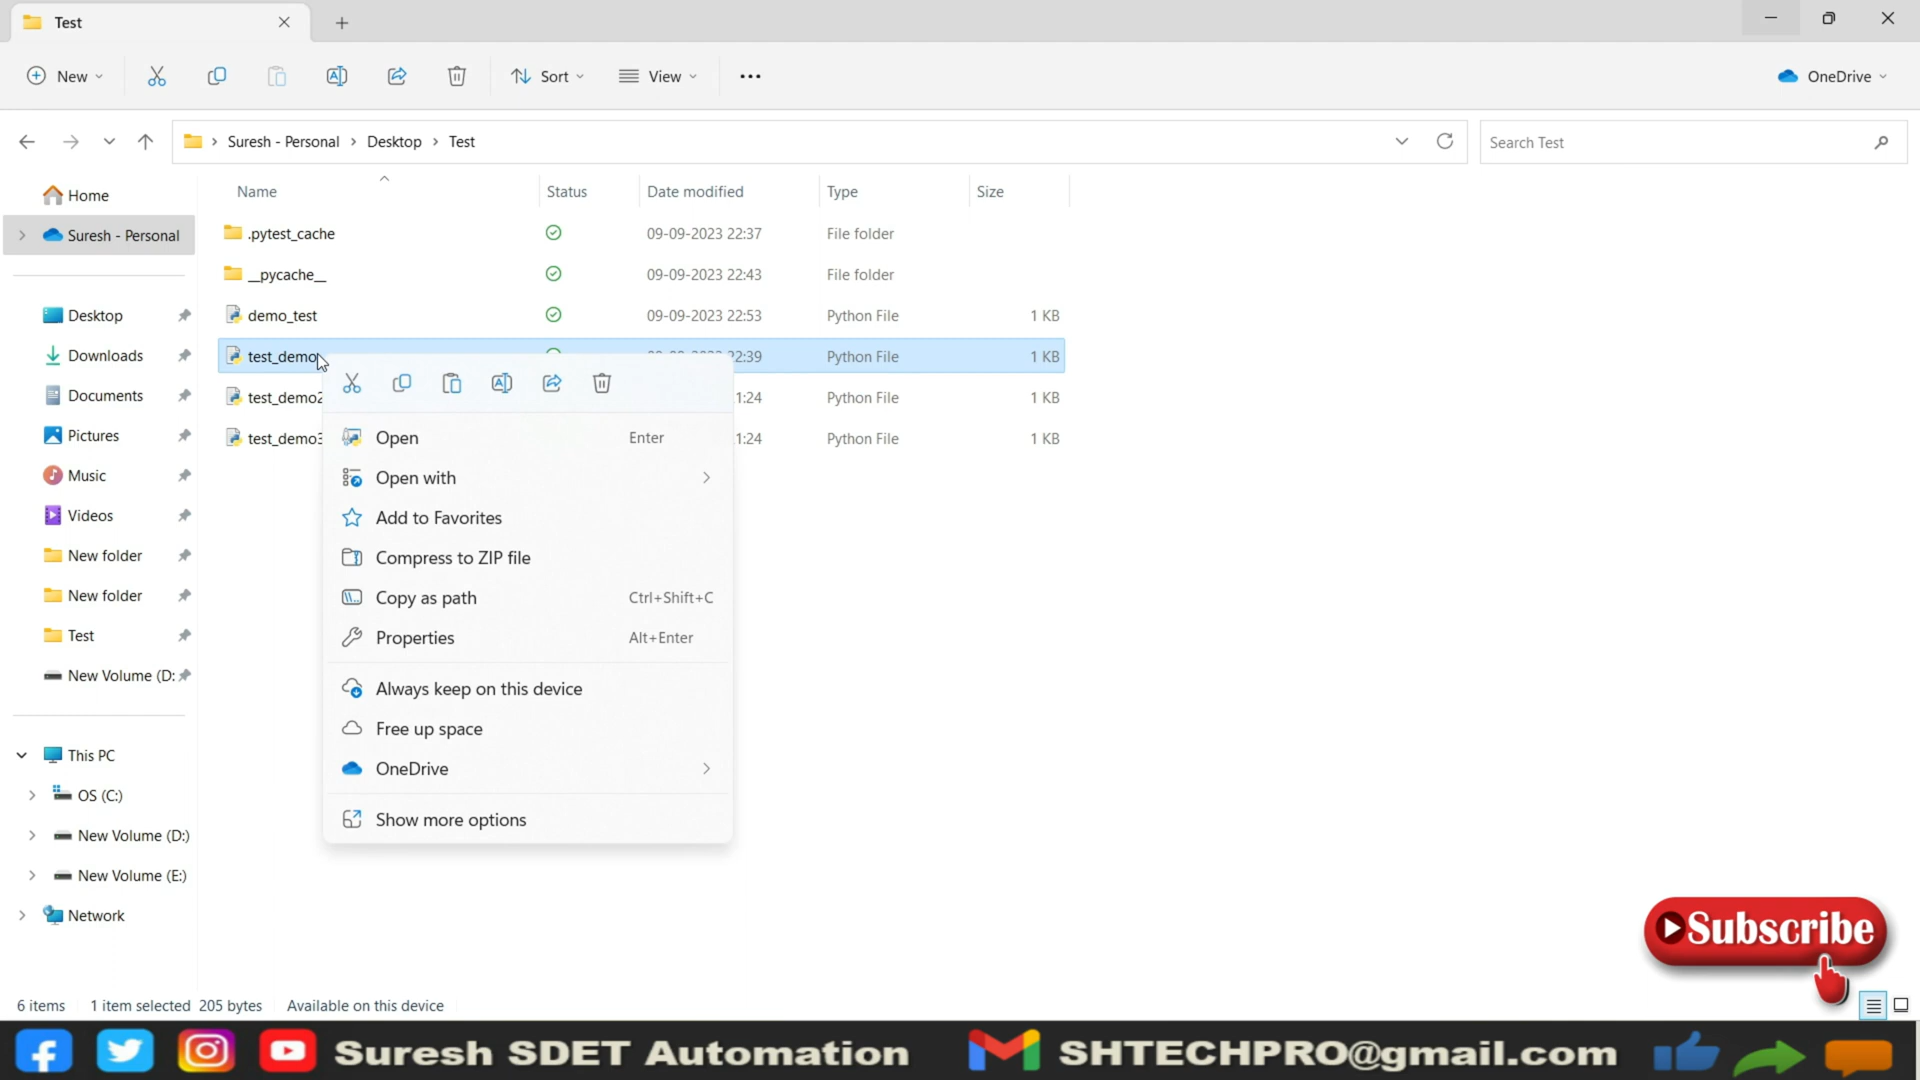 Test
New
Sort
View
OneDrive
Suresh - Personal > Desktop > Test
Search Test
Name Status Date modified Type Size
Home
Suresh - Personal
Desktop
Downloads
Documents
Pictures
Music
Videos
New folder
New folder
Test
New Volume (D:
This PC
OS (C:)
New Volume (D:)
New Volume (E:)
Network
.pytest_cache 09-09-2023 22:37 File folder
__pycache__ 09-09-2023 22:43 File folder
demo_test 09-09-2023 22:53 Python File 1 KB
test_demo 22:39 Python File 1 KB
test_demo2 1:24 Python File 1 KB
test_demo3 1:24 Python File 1 KB
Open Enter
Open with
Add to Favorites
Compress to ZIP file
Copy as path Ctrl+Shift+C
Properties Alt+Enter
Always keep on this device
Free up space
OneDrive
Show more options
Subscribe
6 items 1 item selected 205 bytes Available on this device
Suresh SDET Automation SHTECHPRO@gmail.com